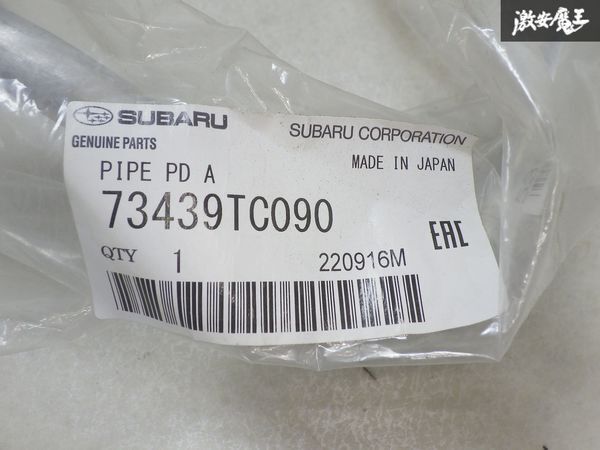 激安魔王
SUBARU
SUBARU CORPORATION
GENUINE PARTS
MADE IN JAPAN
PIPE PD A
73439TC090
EAC
QTY 1 220916M